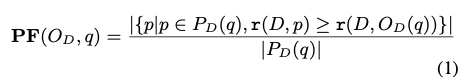 PF(O_D, q) = |{p|p ∈ P_D(q), r(D, p) ≥ r(D, O_D(q))}| / |P_D(q)|
(1)